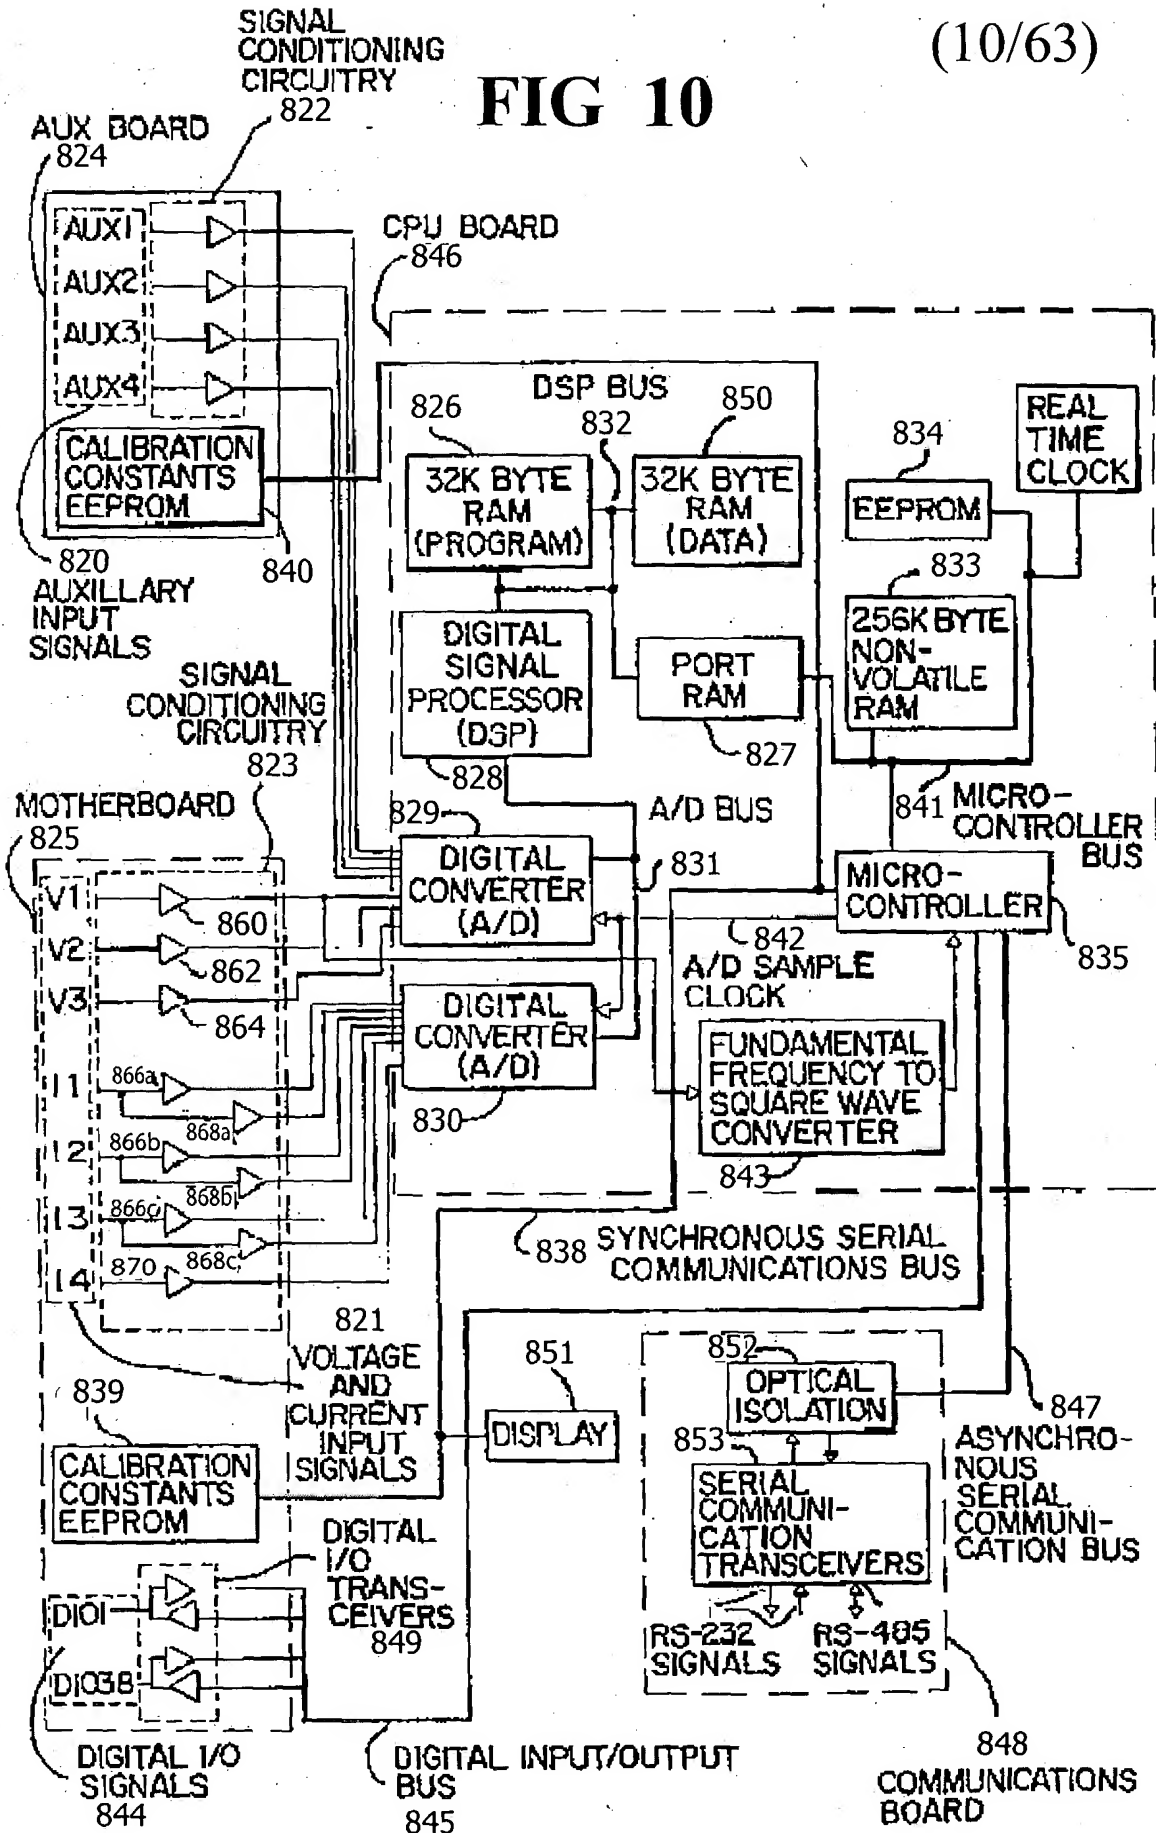 (10/63)
FIG 10
SIGNAL
CONDITIONING
CIRCUITRY
822
AUX BOARD
824
AUX1
AUX2
AUX3
AUX4
CALIBRATION
CONSTANTS
EEPROM
820
AUXILLARY
INPUT
SIGNALS
840
CPU BOARD
846
DSP BUS
826
832
850
32K BYTE
RAM
(PROGRAM)
32K BYTE
RAM
(DATA)
834
EEPROM
REAL
TIME
CLOCK
833
256K BYTE
NON-
VOLATILE
RAM
DIGITAL
SIGNAL
PROCESSOR
(DSP)
828
PORT
RAM
827
841
MICRO-
CONTROLLER
BUS
SIGNAL
CONDITIONING
CIRCUITRY
823
MOTHERBOARD
825
829
DIGITAL
CONVERTER
(A/D)
A/D BUS
831
MICRO-
CONTROLLER
835
842
A/D SAMPLE
CLOCK
V1
860
V2
862
V3
864
DIGITAL
CONVERTER
(A/D)
830
FUNDAMENTAL
FREQUENCY TO
SQUARE WAVE
CONVERTER
843
I1
866a
868a
I2
866b
868b
I3
866c
868c
I4
870
838
SYNCHRONOUS SERIAL
COMMUNICATIONS BUS
821
VOLTAGE
AND
CURRENT
INPUT
SIGNALS
839
CALIBRATION
CONSTANTS
EEPROM
851
DISPLAY
852
OPTICAL
ISOLATION
853
SERIAL
COMMUNI-
CATION
TRANSCEIVERS
RS-232
SIGNALS
RS-485
SIGNALS
847
ASYNCHRO-
NOUS
SERIAL
COMMUNI-
CATION BUS
DIGITAL
I/O
TRANS-
CEIVERS
849
DIO1
DIO38
DIGITAL I/O
SIGNALS
844
DIGITAL INPUT/OUTPUT
BUS
845
848
COMMUNICATIONS
BOARD